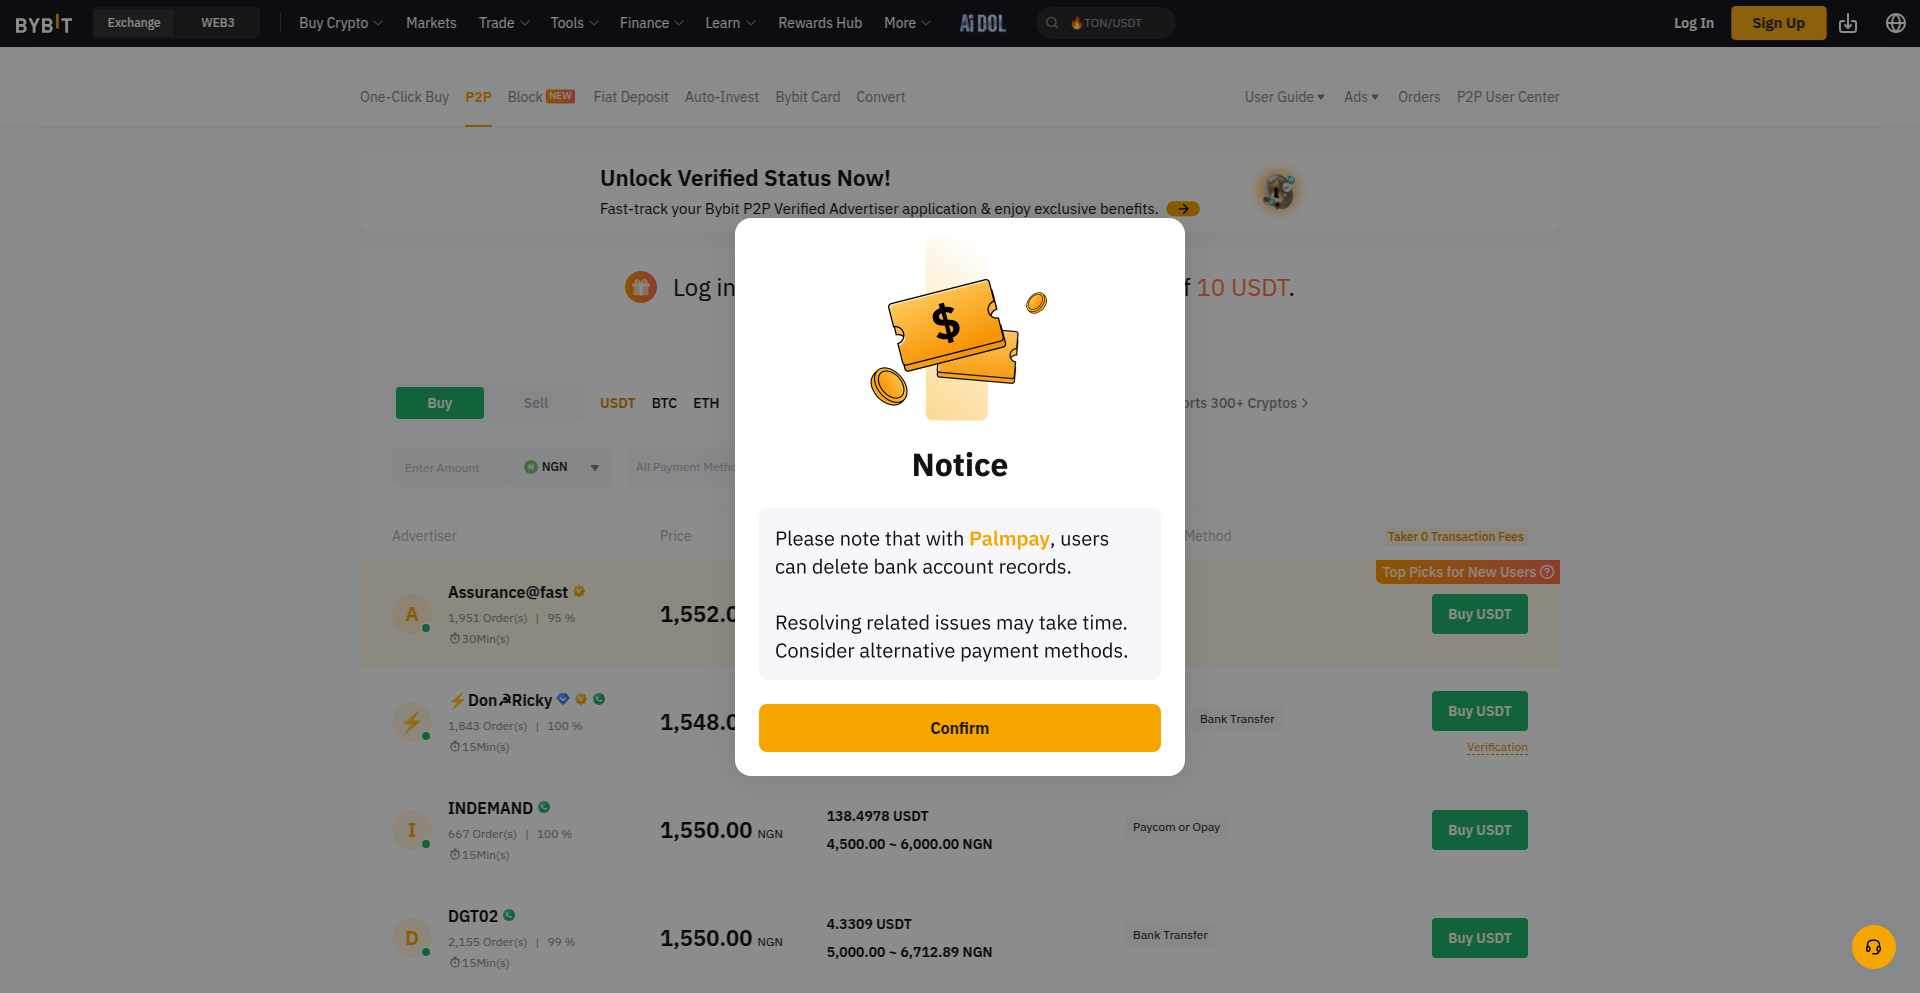 BYBIT
Exchange
WEB3
Buy Crypto
Markets
Trade
Tools
Finance
Learn
Rewards Hub
More
AiDOL
🔥TON/USDT
Log In
Sign Up
One-Click Buy
P2P
Block NEW
Fiat Deposit
Auto-Invest
Bybit Card
Convert
User Guide
Ads
Orders
P2P User Center
Unlock Verified Status Now!
Fast-track your Bybit P2P Verified Advertiser application & enjoy exclusive benefits.
Log in
10 USDT.
Buy
Sell
USDT
BTC
ETH
300+ Cryptos
Enter Amount
NGN
All Payment
$
Notice
Please note that with Palmpay, users
can delete bank account records.
Resolving related issues may take time.
Consider alternative payment methods.
Confirm
Advertiser
Price
Method
Taker 0 Transaction Fees
Top Picks for New Users
A
Assurance@fast
1,951 Order(s) | 95 %
30Min(s)
1,552.0
Buy USDT
⚡Don☭Ricky
1,843 Order(s) | 100 %
15Min(s)
1,548.0
Bank Transfer
Buy USDT
Verification
I
INDEMAND
667 Order(s) | 100 %
15Min(s)
1,550.00 NGN
138.4978 USDT
4,500.00 ~ 6,000.00 NGN
Paycom or Opay
Buy USDT
D
DGT02
2,155 Order(s) | 99 %
15Min(s)
1,550.00 NGN
4.3309 USDT
5,000.00 ~ 6,712.89 NGN
Bank Transfer
Buy USDT